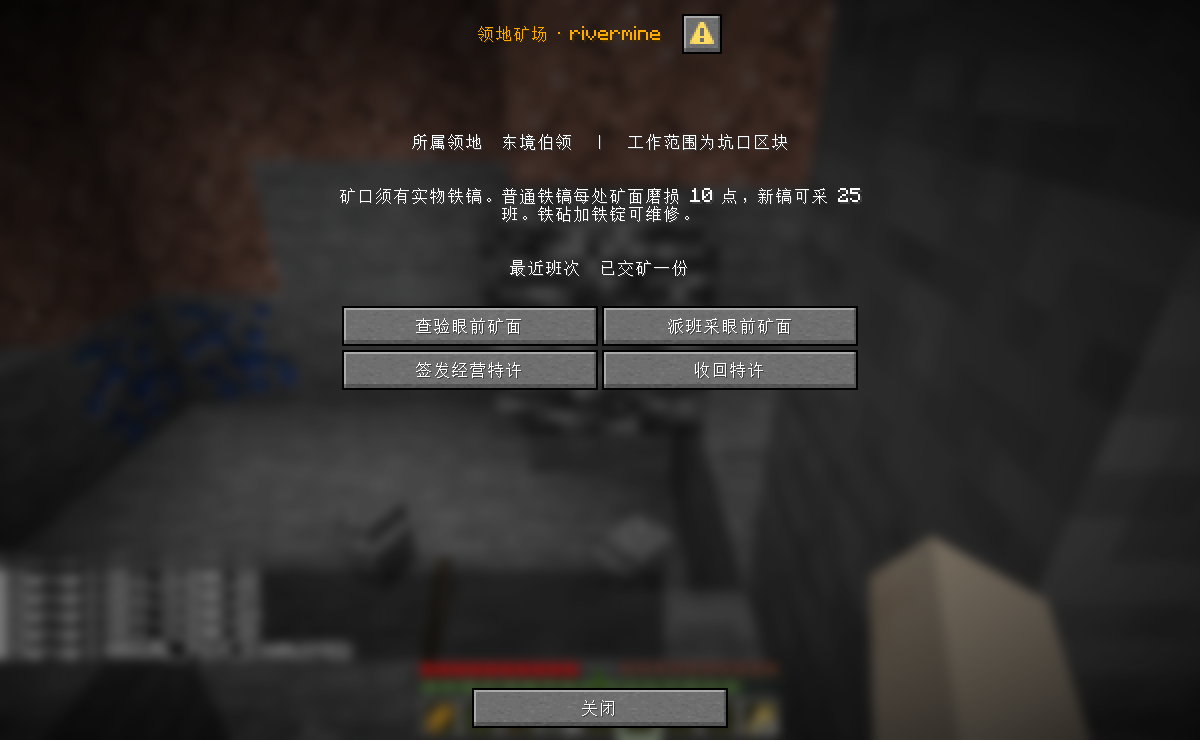 领地矿场 · rivermine
所属领地 东境伯领 | 工作范围为坑口区块
矿口须有实物铁镐。普通铁镐每处矿面磨损 10 点，新镐可采 25
班。铁砧加铁锭可维修。
最近班次 已交矿一份
查验眼前矿面
派班采眼前矿面
签发经营特许
收回特许
关闭